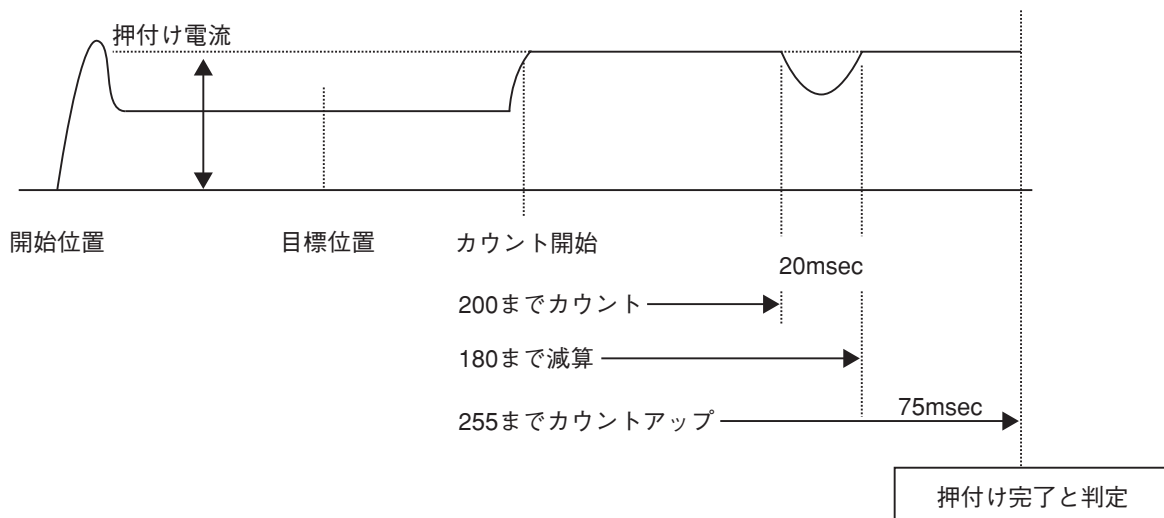 押付け電流
開始位置
目標位置
カウント開始
20msec
200までカウント
180まで減算
75msec
255までカウントアップ
押付け完了と判定